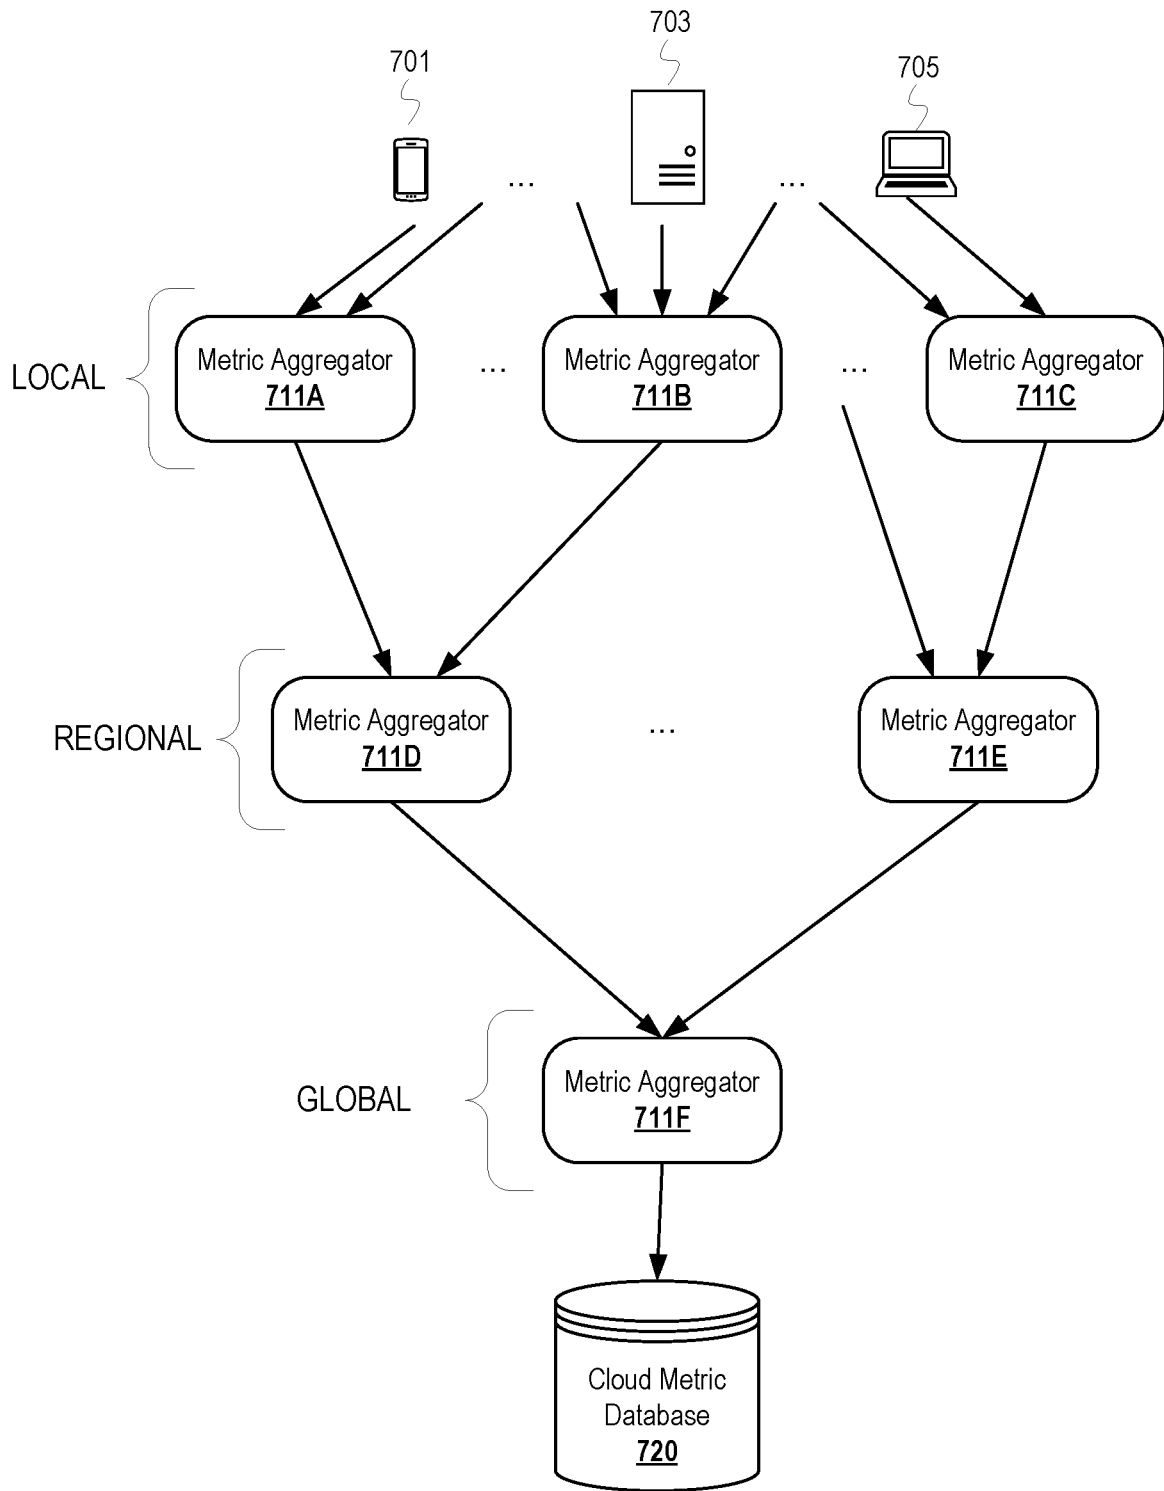 703
701
705
...
...
LOCAL
Metric Aggregator
711A
...
Metric Aggregator
711B
...
Metric Aggregator
711C
REGIONAL
Metric Aggregator
711D
...
Metric Aggregator
711E
GLOBAL
Metric Aggregator
711F
Cloud Metric
Database
720